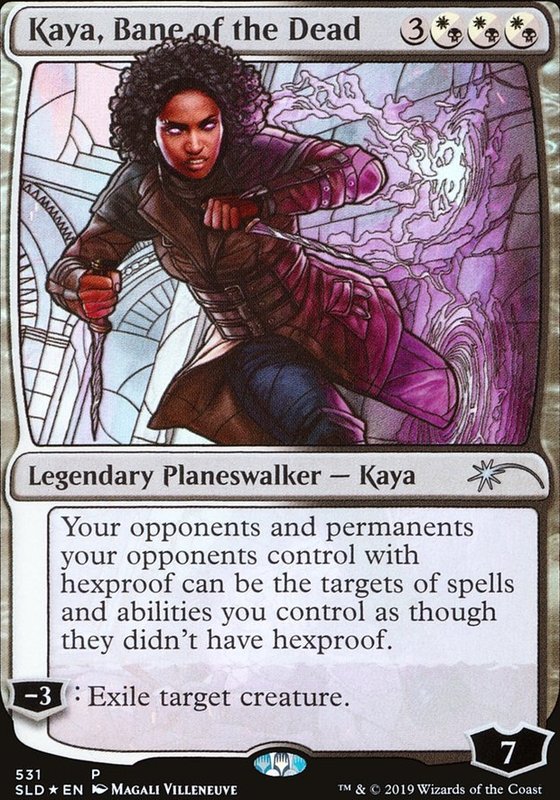 Kaya, Bane of the Dead 3
Legendary Planeswalker — Kaya
Your opponents and permanents
your opponents control with
hexproof can be the targets of spells
and abilities you control as though
they didn't have hexproof.
-3 : Exile target creature.
7
531 P
SLD ★ EN Magali Villeneuve
™ & © 2019 Wizards of the Coast